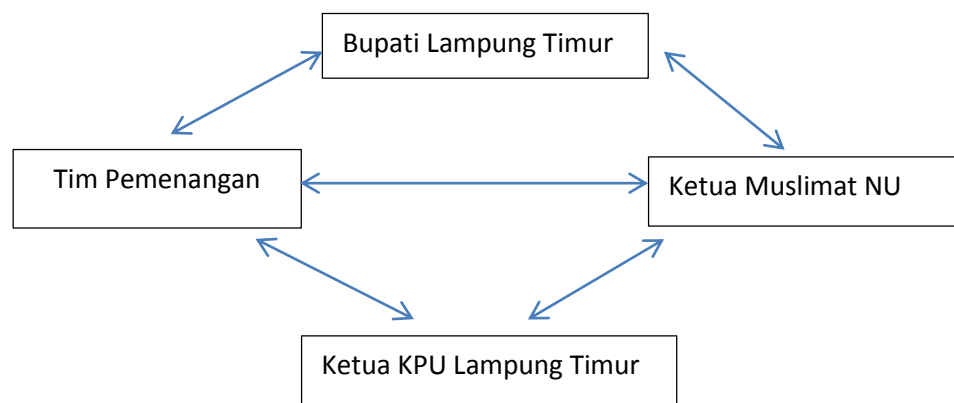 Bupati Lampung Timur
Tim Pemenangan
Ketua Muslimat NU
Ketua KPU Lampung Timur